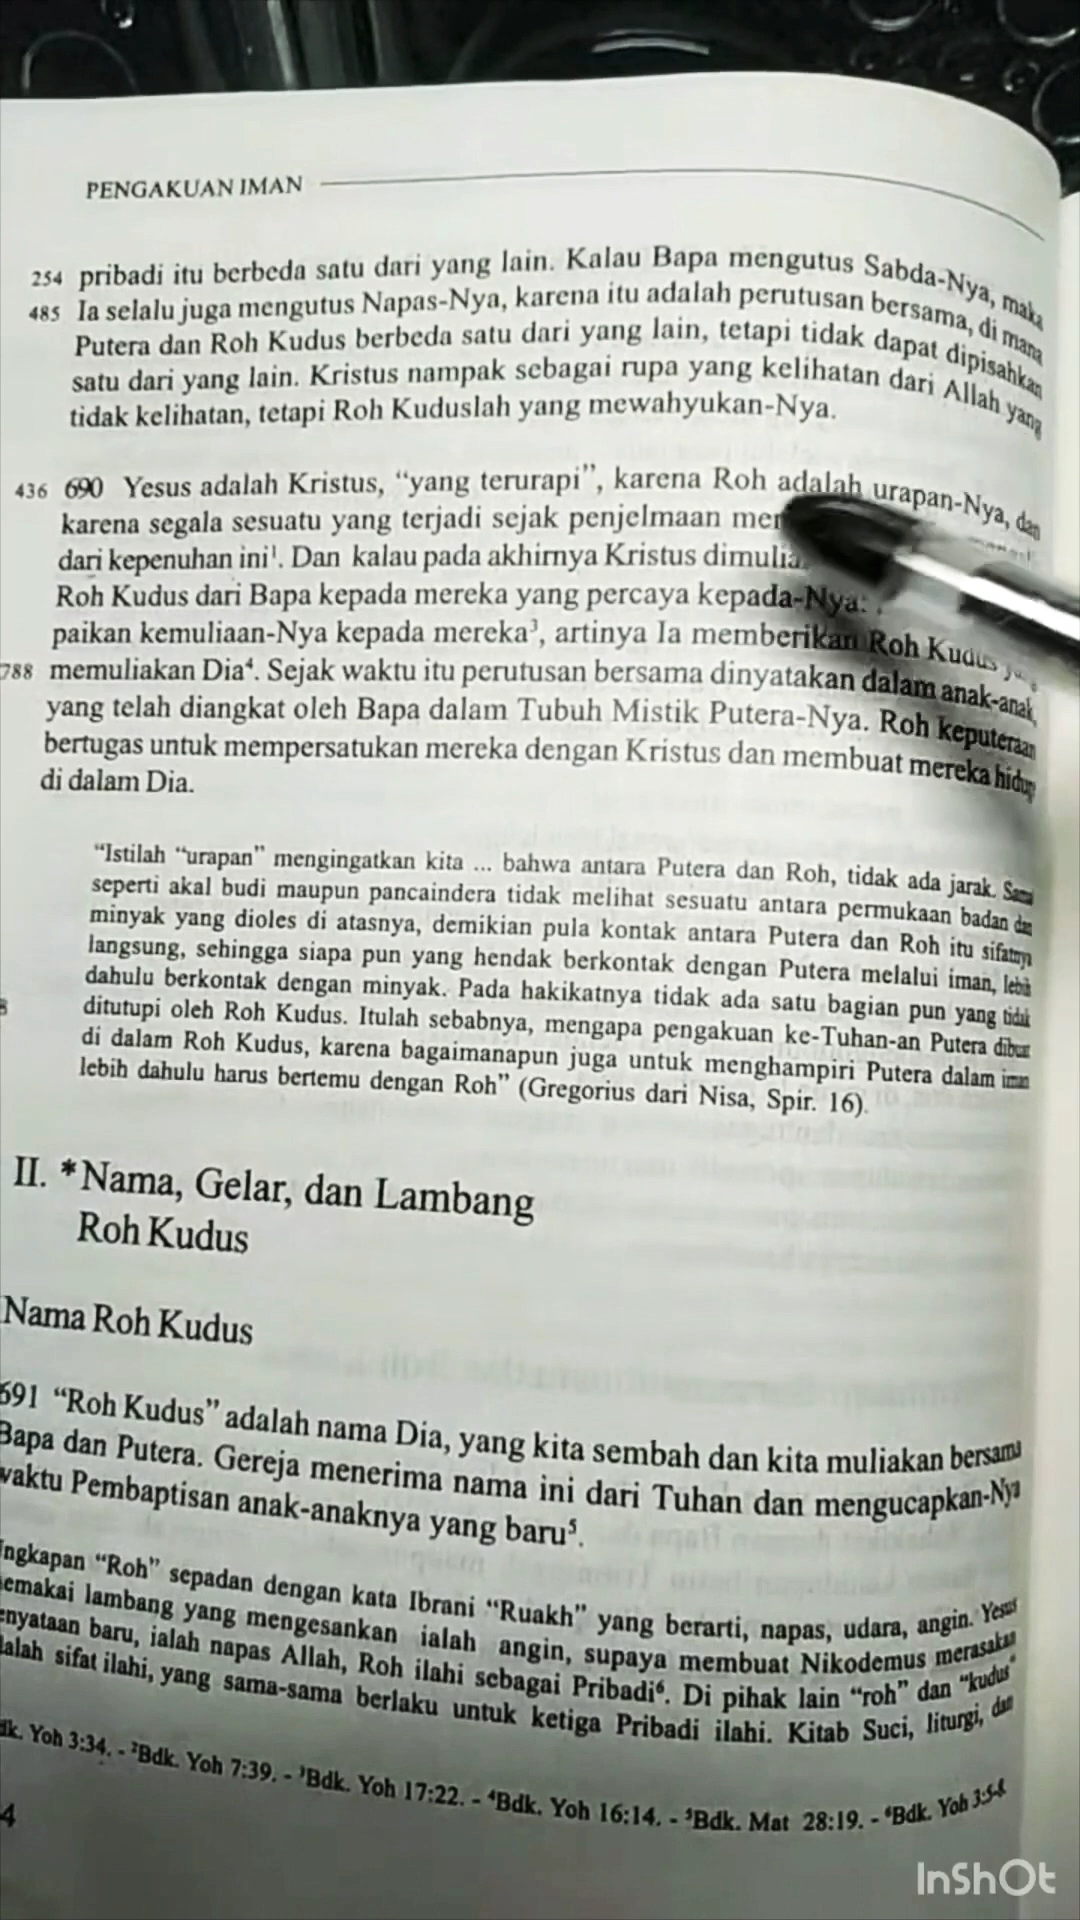 PENGAKUAN IMAN
254 pribadi itu berbeda satu dari yang lain. Kalau Bapa mengutus Sabda-Nya, maka
485 Ia selalu juga mengutus Napas-Nya, karena itu adalah perutusan bersama, di mana
Putera dan Roh Kudus berbeda satu dari yang lain, tetapi tidak dapat dipisahkan
satu dari yang lain. Kristus nampak sebagai rupa yang kelihatan dari Allah yang
tidak kelihatan, tetapi Roh Kuduslah yang mewahyukan-Nya.
436 690 Yesus adalah Kristus, “yang terurapi”, karena Roh adalah urapan-Nya, dan
karena segala sesuatu yang terjadi sejak penjelmaan
dari kepenuhan ini¹. Dan kalau pada akhirnya Kristus
Roh Kudus dari Bapa kepada mereka yang percaya kepada-Nya:
paikan kemuliaan-Nya kepada mereka³, artinya Ia memberikan Roh Kudus
788 memuliakan Dia⁴. Sejak waktu itu perutusan bersama dinyatakan dalam anak-anak,
yang telah diangkat oleh Bapa dalam Tubuh Mistik Putera-Nya. Roh keputeraan
bertugas untuk mempersatukan mereka dengan Kristus dan membuat mereka hidup
di dalam Dia.
“Istilah “urapan” mengingatkan kita ... bahwa antara Putera dan Roh, tidak ada jarak. Sama
seperti akal budi maupun pancaindera tidak melihat sesuatu antara permukaan badan dan
minyak yang dioles di atasnya, demikian pula kontak antara Putera dan Roh itu sifatnya
langsung, sehingga siapa pun yang hendak berkontak dengan Putera melalui iman, lebih
dahulu berkontak dengan minyak. Pada hakikatnya tidak ada satu bagian pun yang tidak
ditutupi oleh Roh Kudus. Itulah sebabnya, mengapa pengakuan ke-Tuhan-an Putera dibuat
di dalam Roh Kudus, karena bagaimanapun juga untuk menghampiri Putera dalam iman
lebih dahulu harus bertemu dengan Roh” (Gregorius dari Nisa, Spir. 16).
II. *Nama, Gelar, dan Lambang
Roh Kudus
Nama Roh Kudus
691 “Roh Kudus” adalah nama Dia, yang kita sembah dan kita muliakan bersama
Bapa dan Putera. Gereja menerima nama ini dari Tuhan dan mengucapkan-Nya
waktu Pembaptisan anak-anaknya yang baru⁵.
ngkapan “Roh” sepadan dengan kata Ibrani “Ruakh” yang berarti, napas, udara, angin. Yesus
emakai lambang yang mengesankan ialah angin, supaya membuat Nikodemus merasakan
enyataan baru, ialah napas Allah, Roh ilahi sebagai Pribadi⁶. Di pihak lain “roh” dan “kudus”
alah sifat ilahi, yang sama-sama berlaku untuk ketiga Pribadi ilahi. Kitab Suci, liturgi, dan
dk. Yoh 3:34. - ²Bdk. Yoh 7:39. - ³Bdk. Yoh 17:22. - ⁴Bdk. Yoh 16:14. - ⁵Bdk. Mat 28:19. - ⁶Bdk. Yoh 3:5-8
4
InShOt